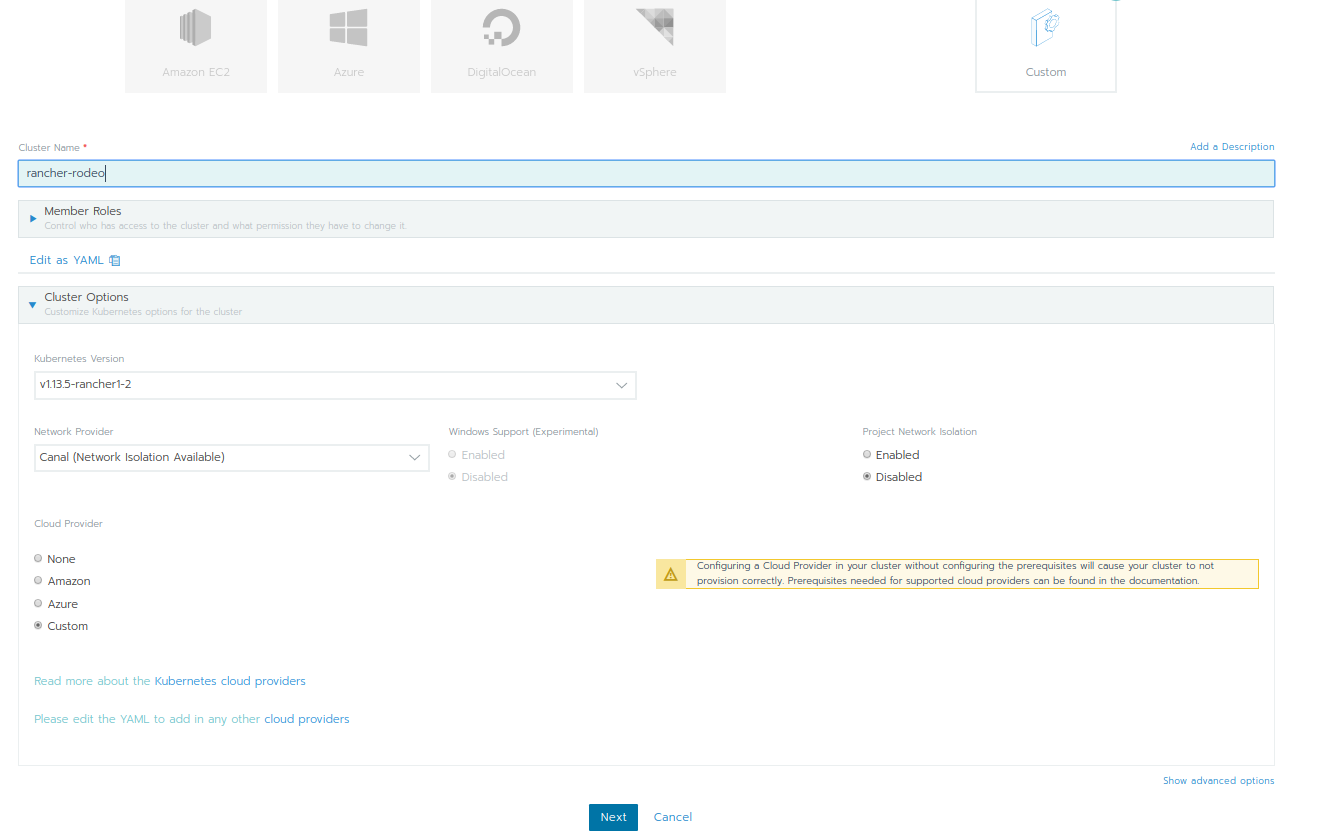 Amazon EC2
Azure
DigitalOcean
vSphere
Custom
Cluster Name *
Add a Description
rancher-rodeo
Member Roles
Control who has access to the cluster and what permission they have to change it.
Edit as YAML
Cluster Options
Customize Kubernetes options for the cluster
Kubernetes Version
v1.13.5-rancher1-2
Network Provider
Windows Support (Experimental)
Project Network Isolation
Canal (Network Isolation Available)
Enabled
Disabled
Enabled
Disabled
Cloud Provider
None
Amazon
Azure
Custom
Configuring a Cloud Provider in your cluster without configuring the prerequisites will cause your cluster to not
provision correctly. Prerequisites needed for supported cloud providers can be found in the documentation.
Read more about the Kubernetes cloud providers
Please edit the YAML to add in any other cloud providers
Show advanced options
Next
Cancel